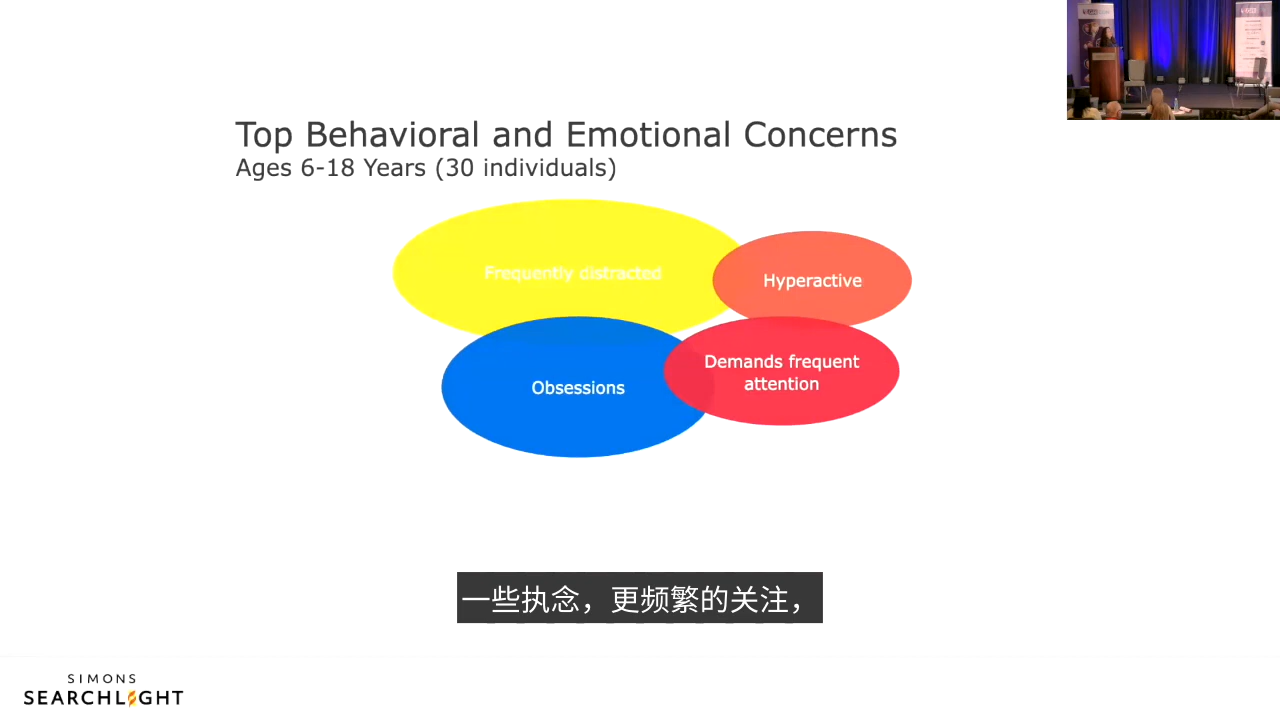 Top Behavioral and Emotional Concerns
Ages 6-18 Years (30 individuals)
Frequently distracted
Hyperactive
Obsessions
Demands frequent
attention
一些执念，更频繁的关注，
SIMONS
SEARCHLIGHT